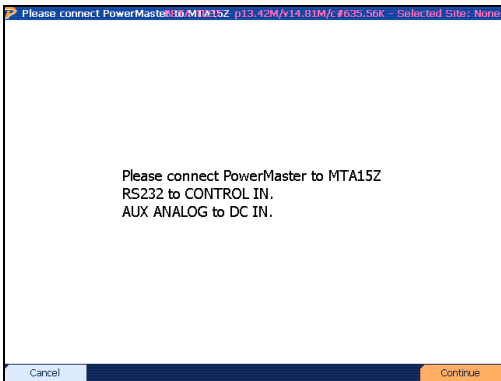 Please connect PowerMaster to MTA15Z p13.42M/v14.81M/c#635.56K - Selected Site: None
Please connect PowerMaster to MTA15Z
RS232 to CONTROL IN.
AUX ANALOG to DC IN.
Cancel
Continue